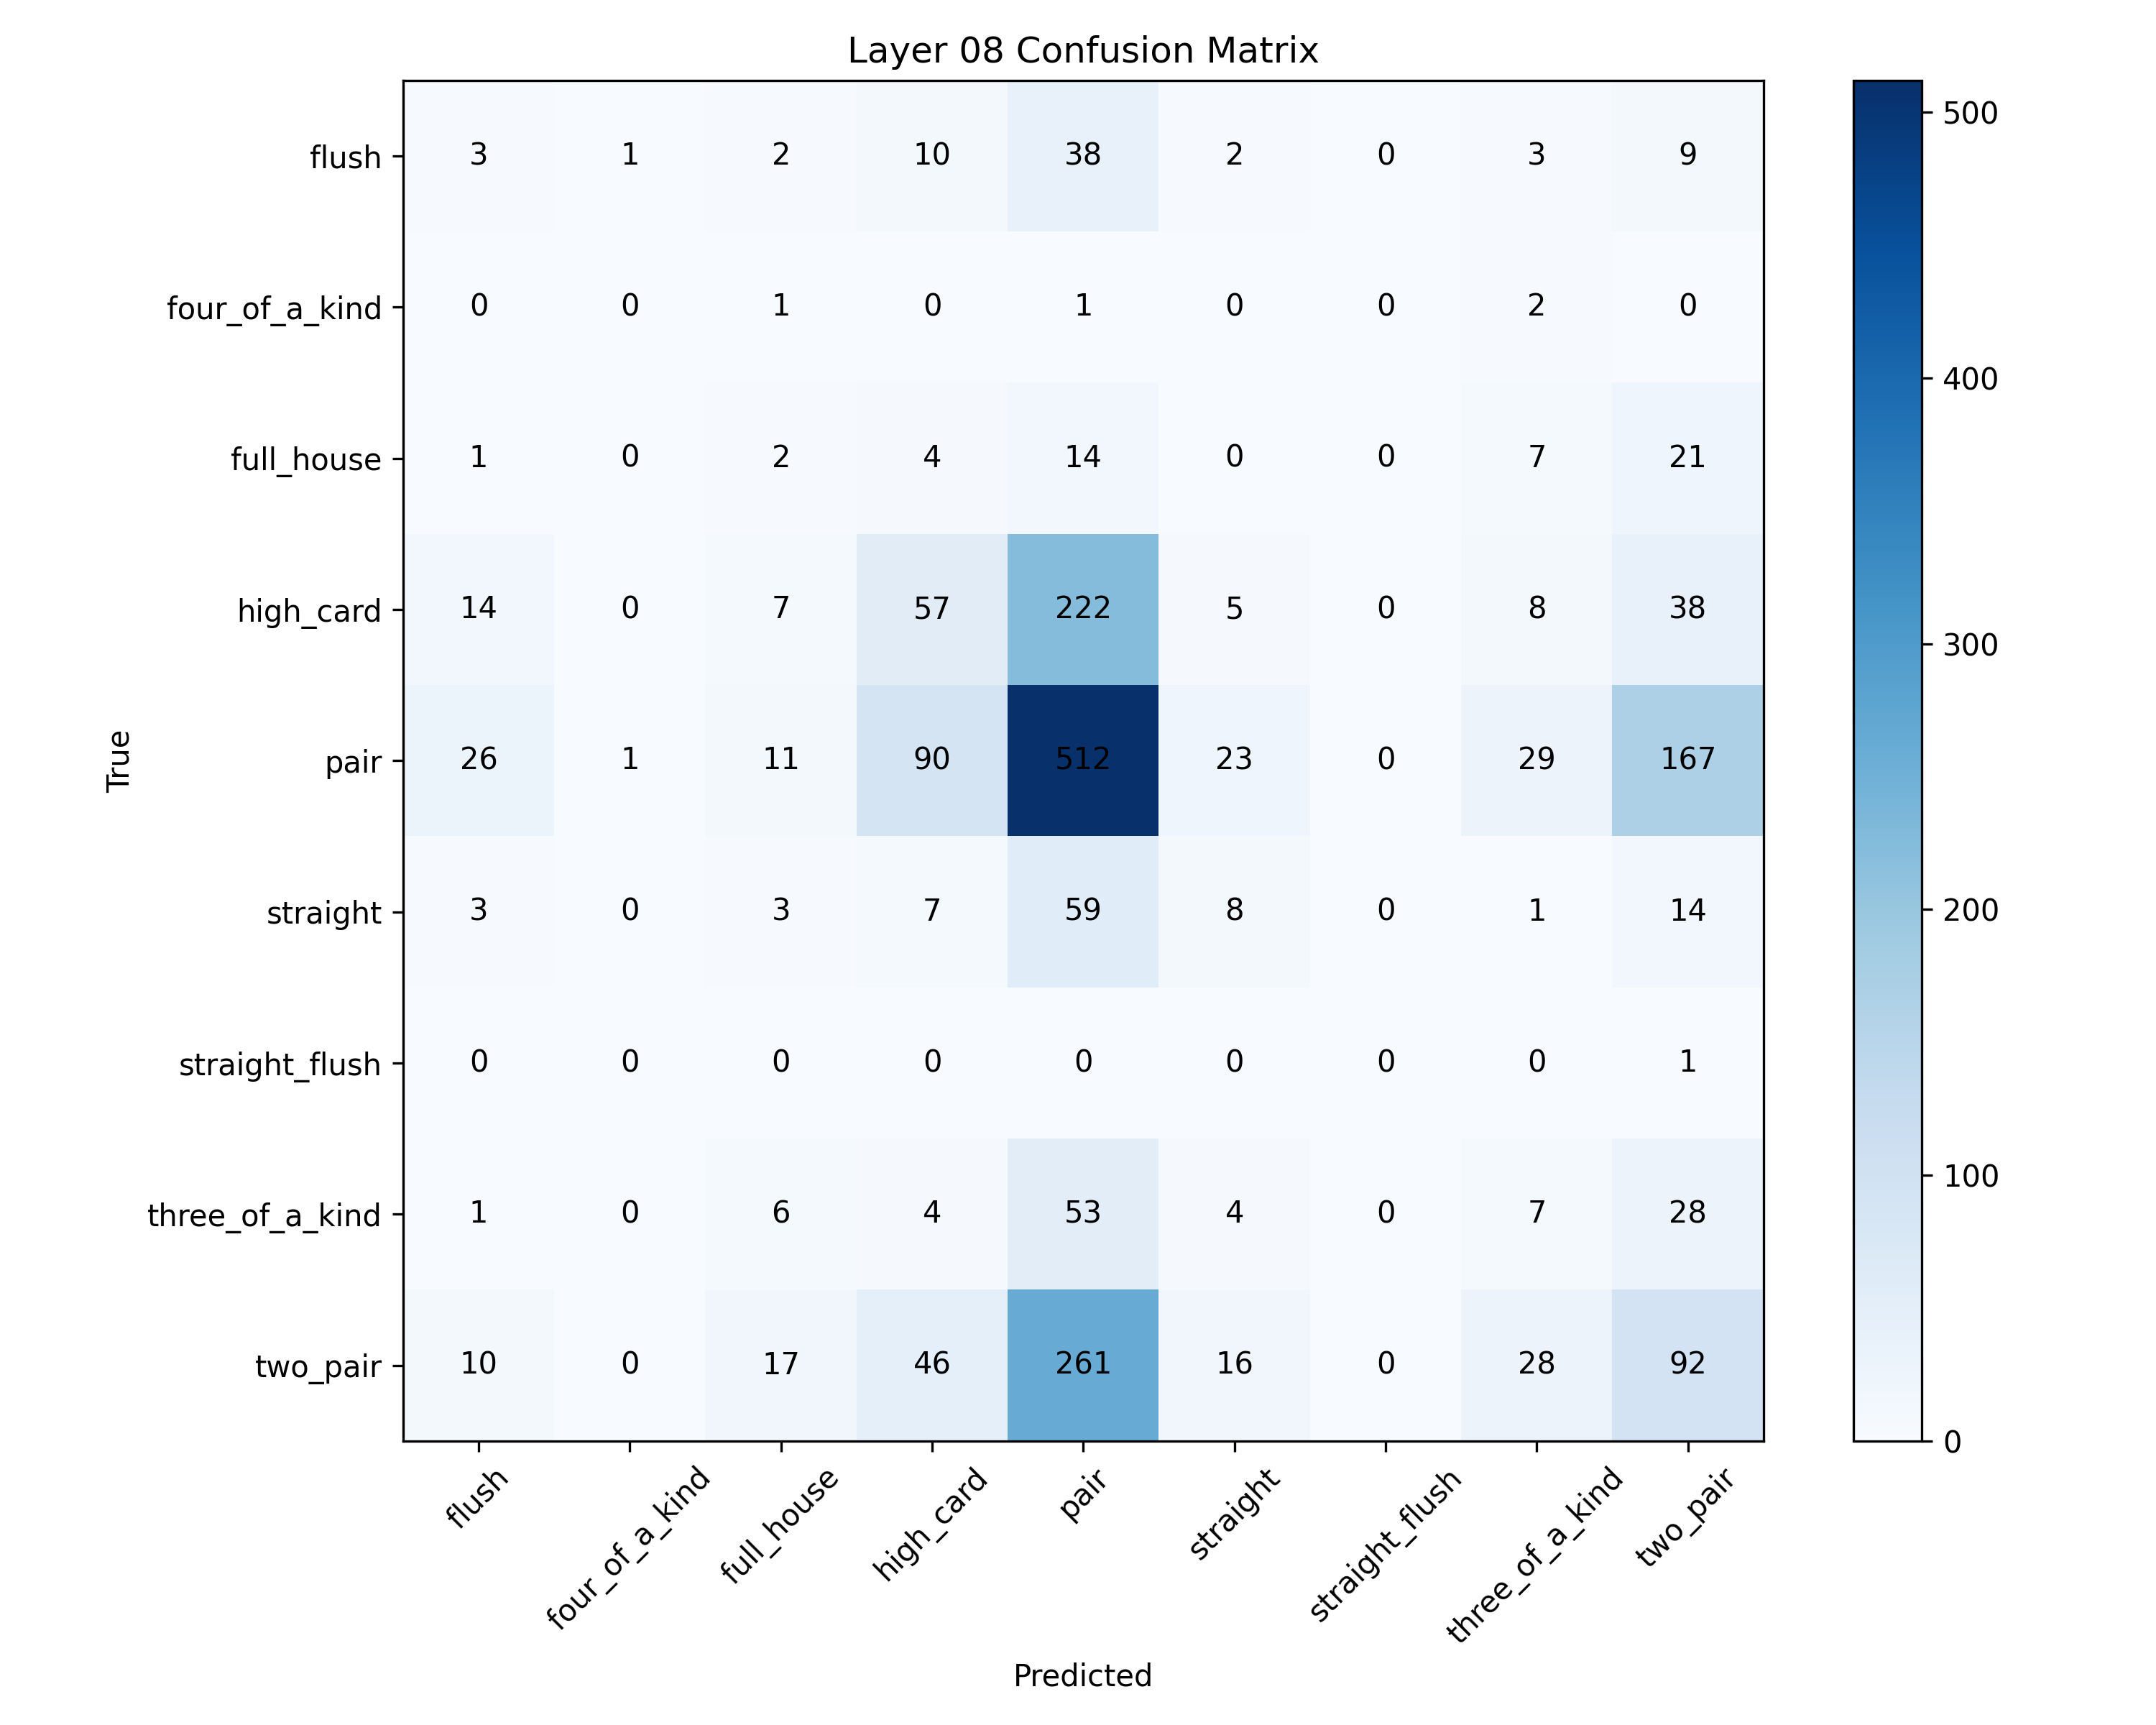 Layer 08 Confusion Matrix
flush 3 1 2 10 38 2 0 3 9
four_of_a_kind 0 0 1 0 1 0 0 2 0
full_house 1 0 2 4 14 0 0 7 21
high_card 14 0 7 57 222 5 0 8 38
pair 26 1 11 90 512 23 0 29 167
straight 3 0 3 7 59 8 0 1 14
straight_flush 0 0 0 0 0 0 0 0 1
three_of_a_kind 1 0 6 4 53 4 0 7 28
two_pair 10 0 17 46 261 16 0 28 92
True
flush four_of_a_kind full_house high_card pair straight straight_flush three_of_a_kind two_pair
Predicted
500
400
300
200
100
0